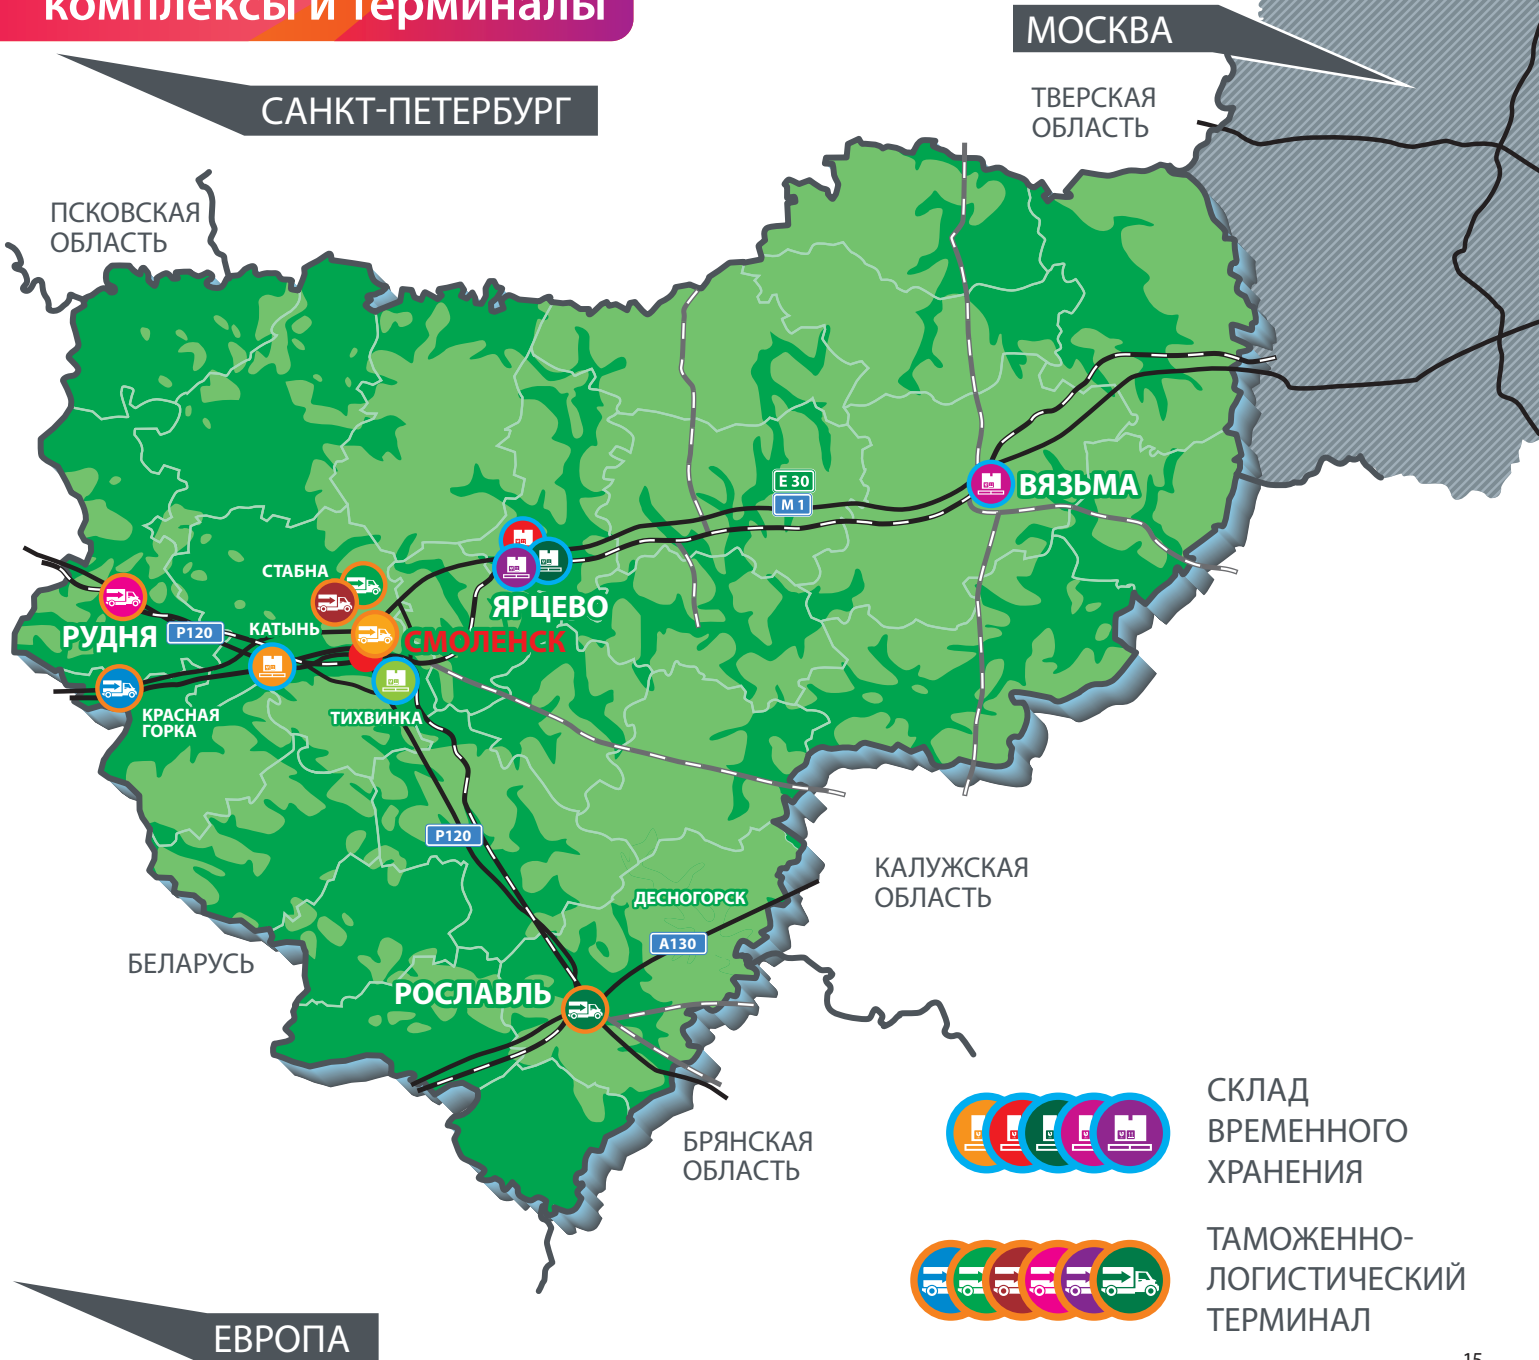 комплексы и терминалы
МОСКВА
САНКТ-ПЕТЕРБУРГ
ТВЕРСКАЯ
ОБЛАСТЬ
ПСКОВСКАЯ
ОБЛАСТЬ
E 30
M 1
ВЯЗЬМА
СТАБНА
ЯРЦЕВО
РУДНЯ
P120
КАТЫНЬ
СМОЛЕНСК
КРАСНАЯ
ГОРКА
ТИХВИНКА
P120
КАЛУЖСКАЯ
ОБЛАСТЬ
ДЕСНОГОРСК
A130
БЕЛАРУСЬ
РОСЛАВЛЬ
БРЯНСКАЯ
ОБЛАСТЬ
СКЛАД
ВРЕМЕННОГО
ХРАНЕНИЯ
ТАМОЖЕННО-
ЛОГИСТИЧЕСКИЙ
ТЕРМИНАЛ
ЕВРОПА
15